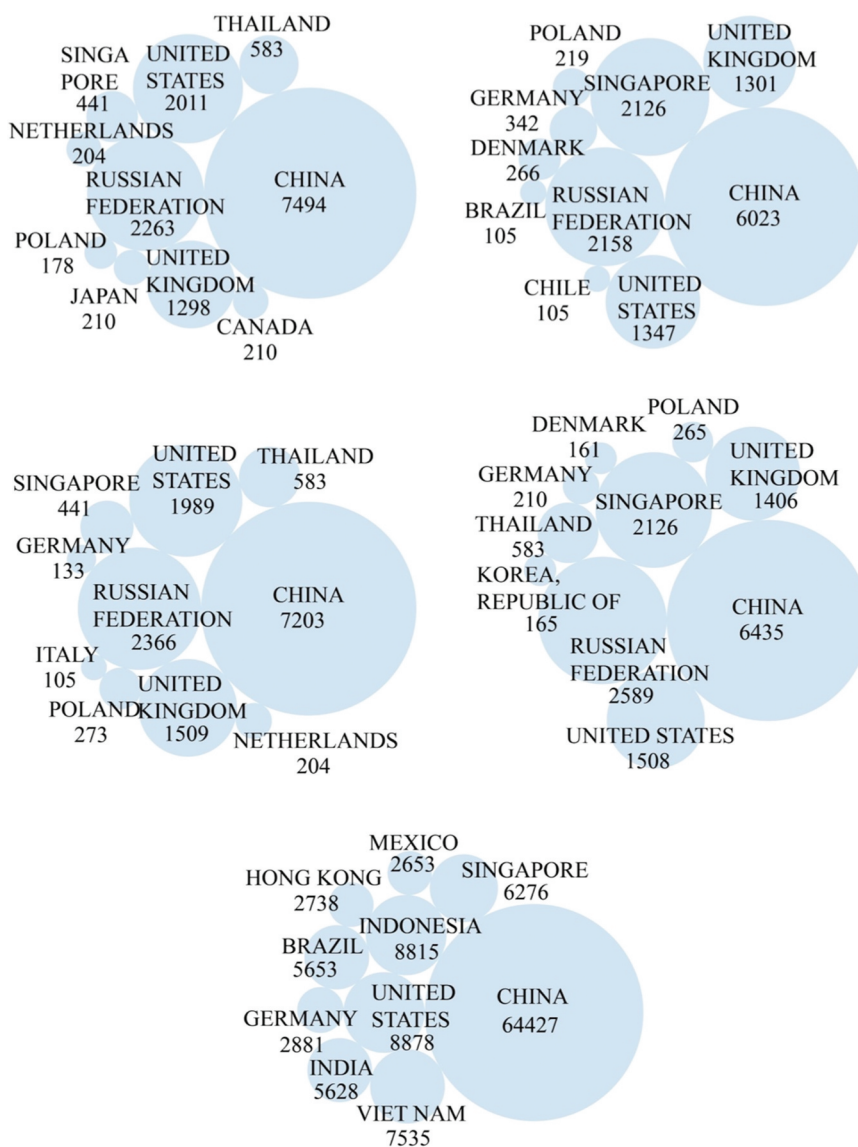 THAILAND
583
UNITED
STATES
2011
SINGA
PORE
441
NETHERLANDS
204
RUSSIAN
FEDERATION
2263
CHINA
7494
POLAND
178
JAPAN
210
UNITED
KINGDOM
1298
CANADA
210
POLAND
219
UNITED
KINGDOM
1301
SINGAPORE
2126
GERMANY
342
DENMARK
266
BRAZIL
105
RUSSIAN
FEDERATION
2158
CHINA
6023
CHILE
105
UNITED
STATES
1347
UNITED
STATES
1989
THAILAND
583
SINGAPORE
441
GERMANY
133
RUSSIAN
FEDERATION
2366
CHINA
7203
ITALY
105
POLAND
273
UNITED
KINGDOM
1509
NETHERLANDS
204
POLAND
265
DENMARK
161
UNITED
KINGDOM
1406
GERMANY
210
SINGAPORE
2126
THAILAND
583
KOREA,
REPUBLIC OF
165
CHINA
6435
RUSSIAN
FEDERATION
2589
UNITED STATES
1508
MEXICO
2653
SINGAPORE
6276
HONG KONG
2738
INDONESIA
8815
BRAZIL
5653
UNITED
STATES
8878
CHINA
64427
GERMANY
2881
INDIA
5628
VIET NAM
7535